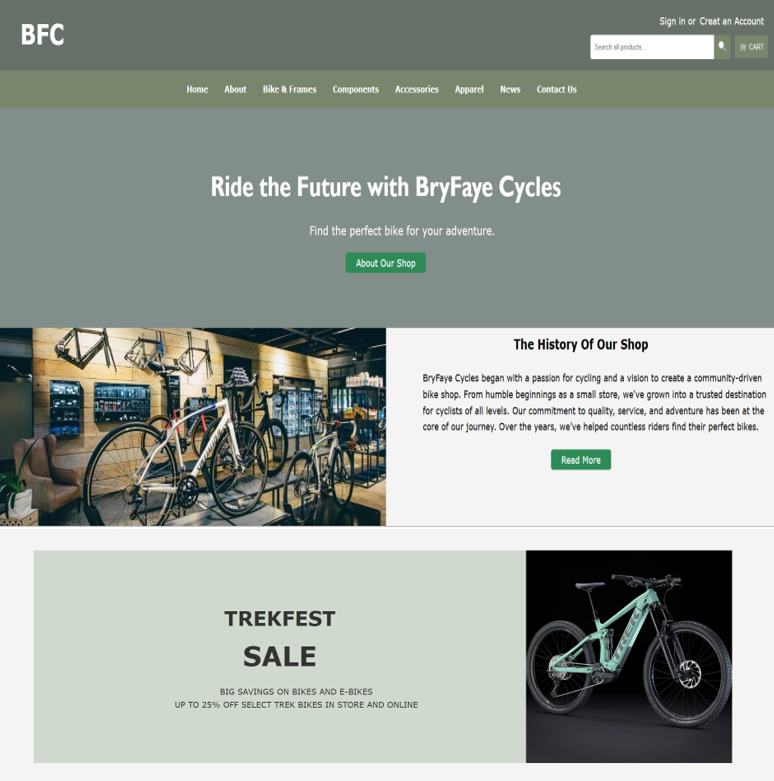 BFC
Sign in or Creat an Account
Search all products...
CART
Home About Bike & Frames Components Accessories Apparel News Contact Us
Ride the Future with BryFaye Cycles
Find the perfect bike for your adventure.
About Our Shop
The History Of Our Shop
BryFaye Cycles began with a passion for cycling and a vision to create a community-driven
bike shop. From humble beginnings as a small store, we've grown into a trusted destination
for cyclists of all levels. Our commitment to quality, service, and adventure has been at the
core of our journey. Over the years, we've helped countless riders find their perfect bikes.
Read More
TREKFEST
SALE
BIG SAVINGS ON BIKES AND E-BIKES
UP TO 25% OFF SELECT TREK BIKES IN STORE AND ONLINE
TREK